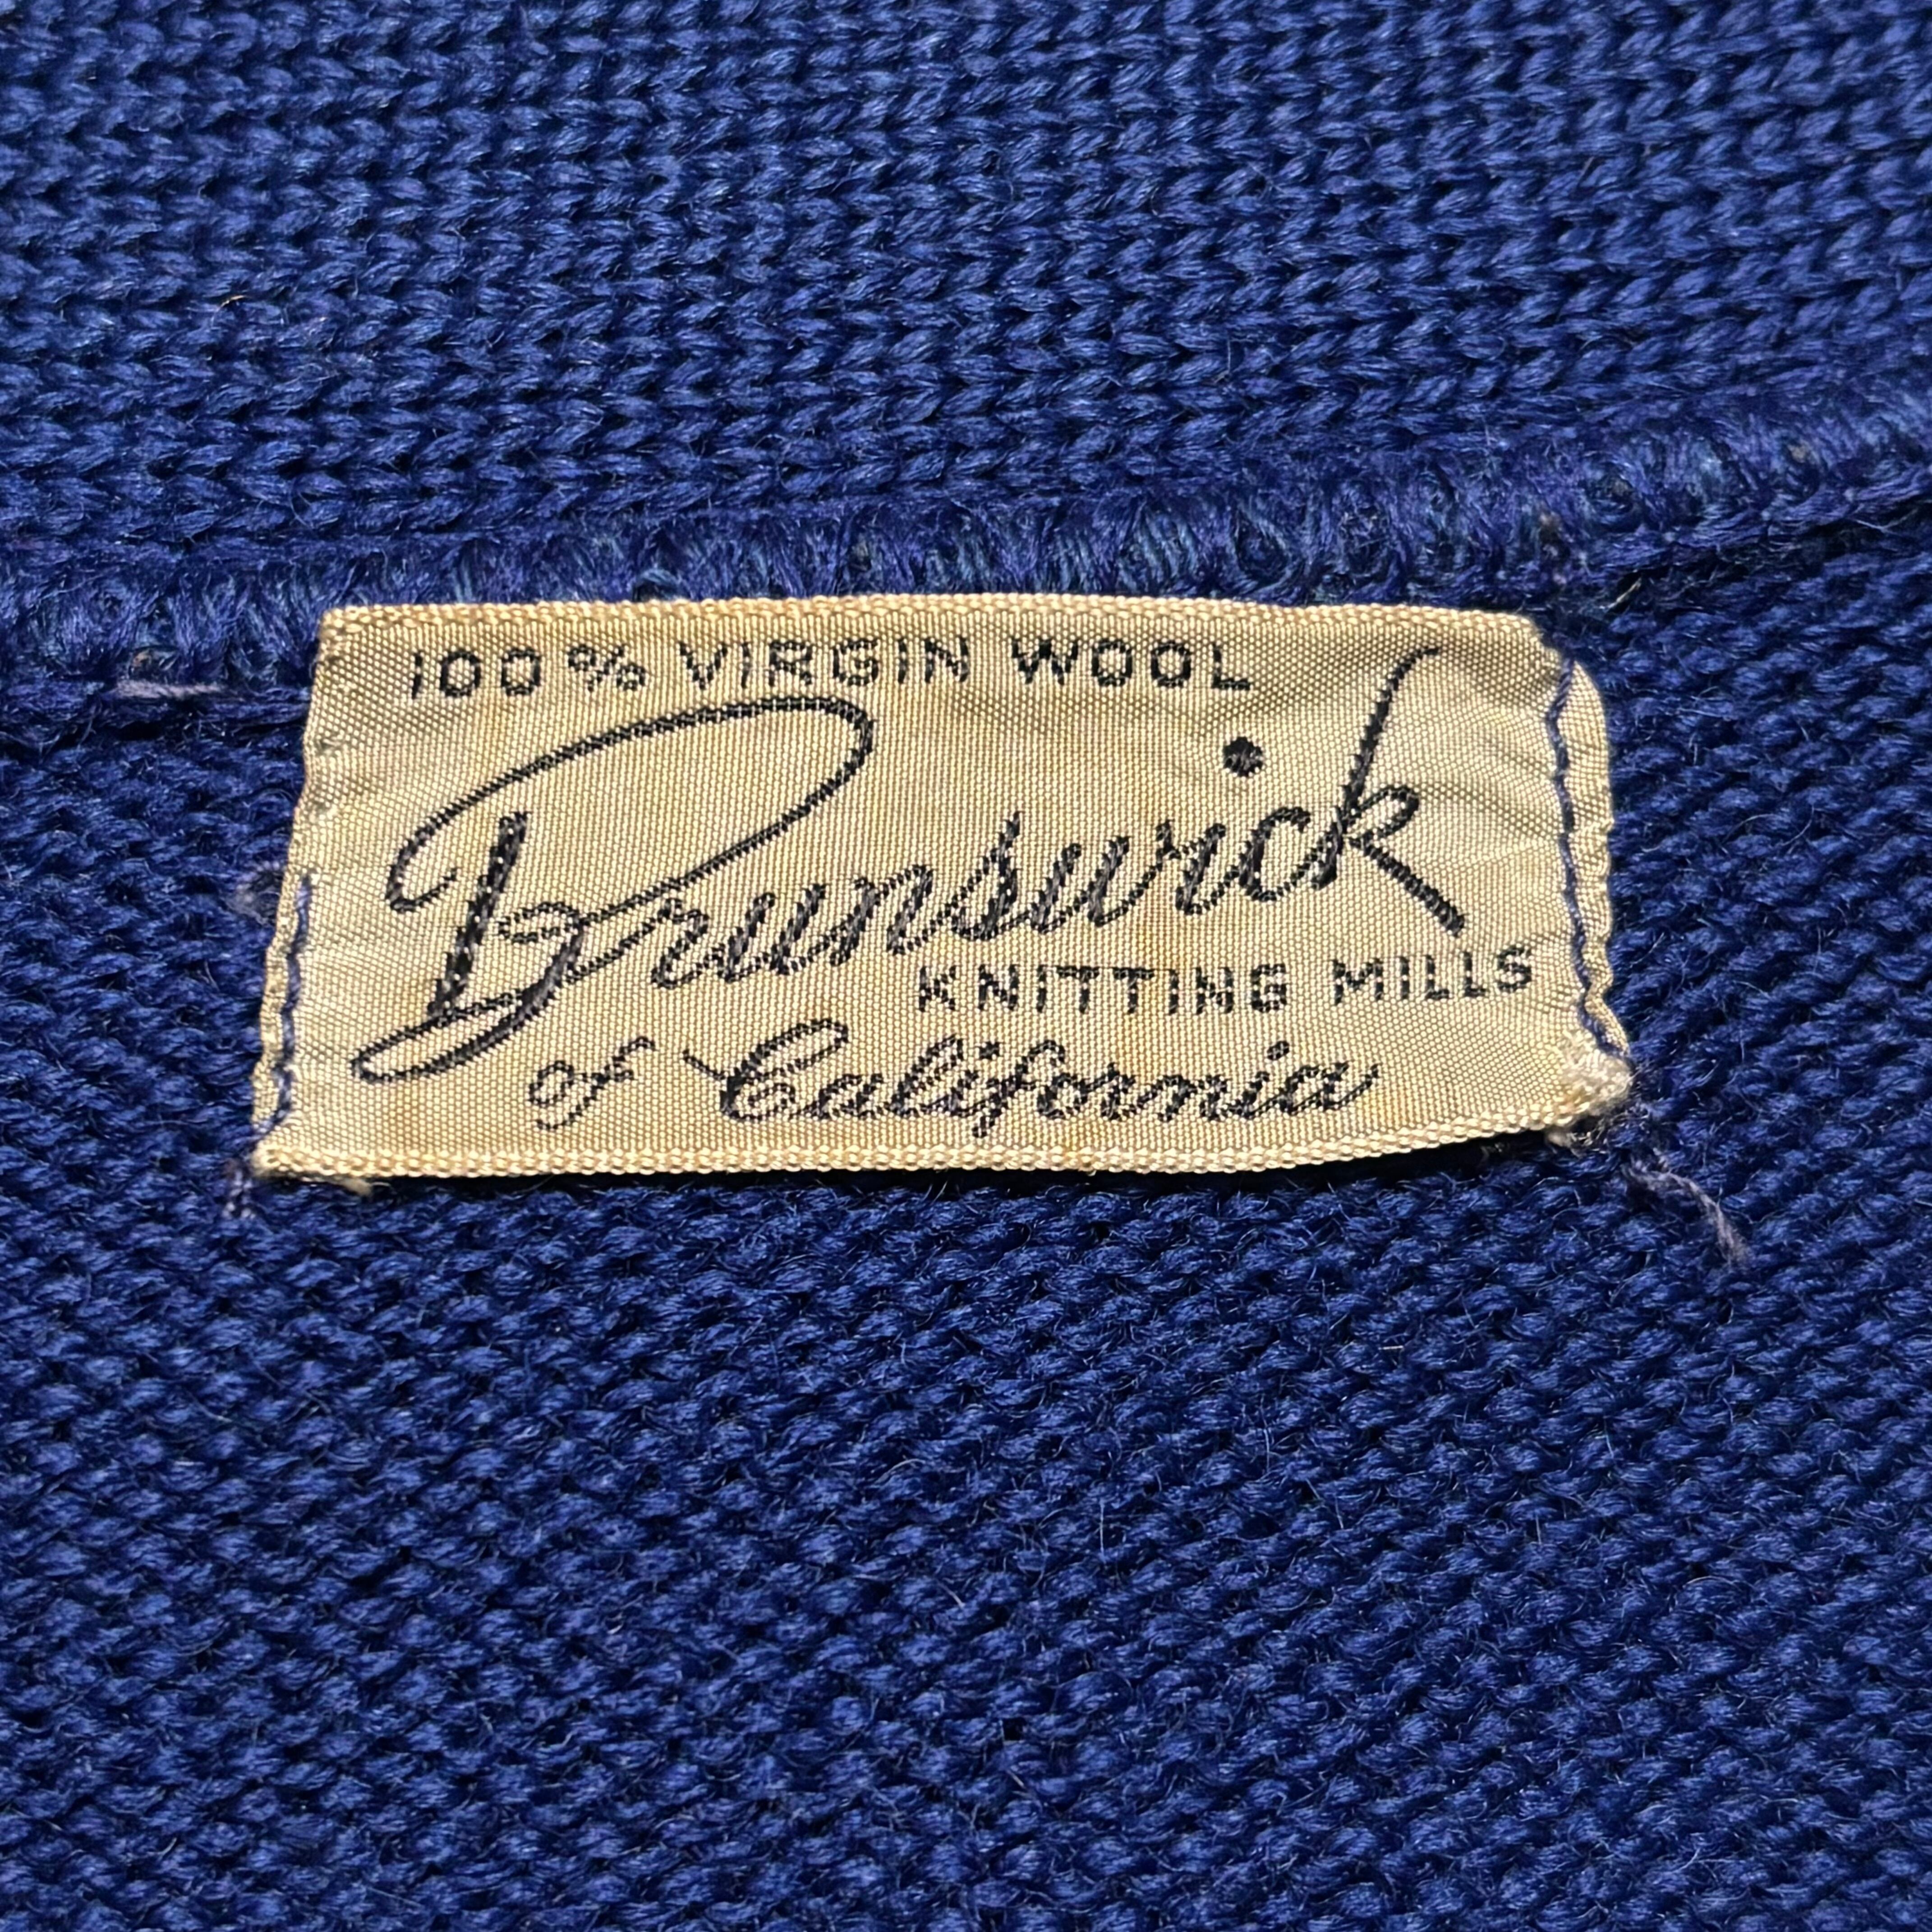 100% VIRGIN WOOL
Brunswick
KNITTING MILLS
of California